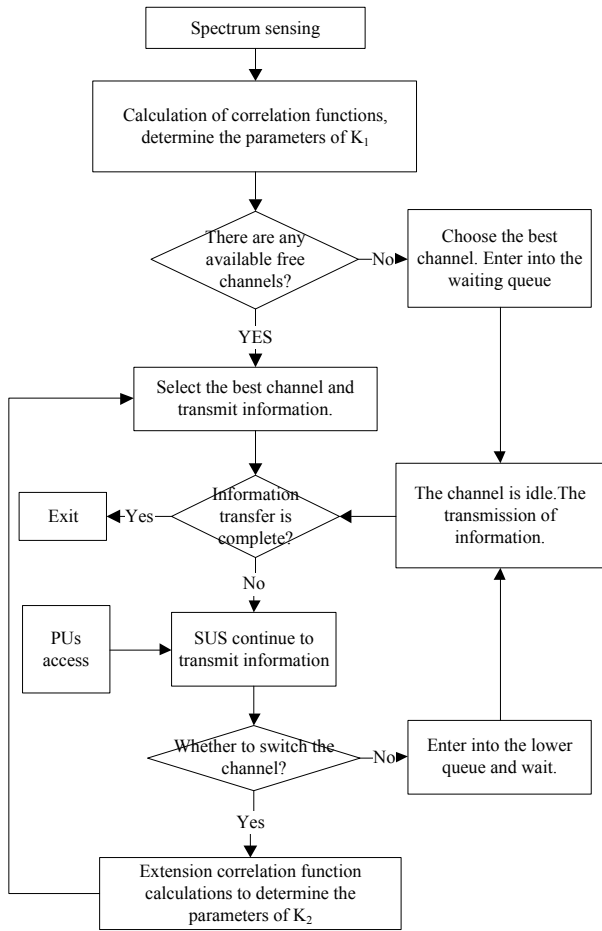 Spectrum sensing
Calculation of correlation functions,
determine the parameters of K₁
There are any
available free
channels?
No
Choose the best
channel. Enter into the
waiting queue
YES
Select the best channel and
transmit information.
Information
transfer is
complete?
Yes
Exit
The channel is idle.The
transmission of
information.
No
PUs
access
SUS continue to
transmit information
Whether to switch the
channel?
No
Enter into the lower
queue and wait.
Yes
Extension correlation function
calculations to determine the
parameters of K₂